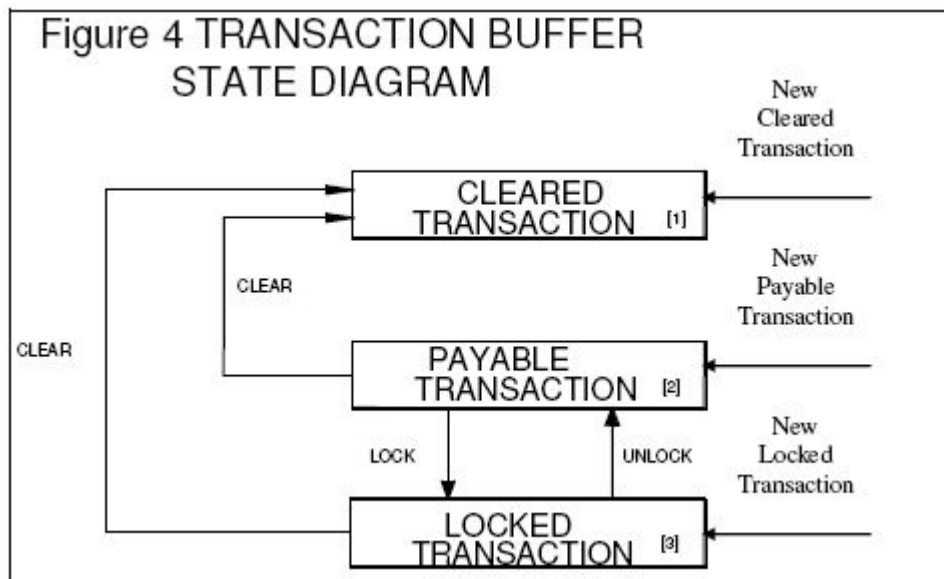 Figure 4 TRANSACTION BUFFER
STATE DIAGRAM
New
Cleared
Transaction
CLEARED
TRANSACTION [1]
CLEAR
New
Payable
Transaction
CLEAR
PAYABLE
TRANSACTION [2]
LOCK
UNLOCK
New
Locked
Transaction
LOCKED
TRANSACTION [3]